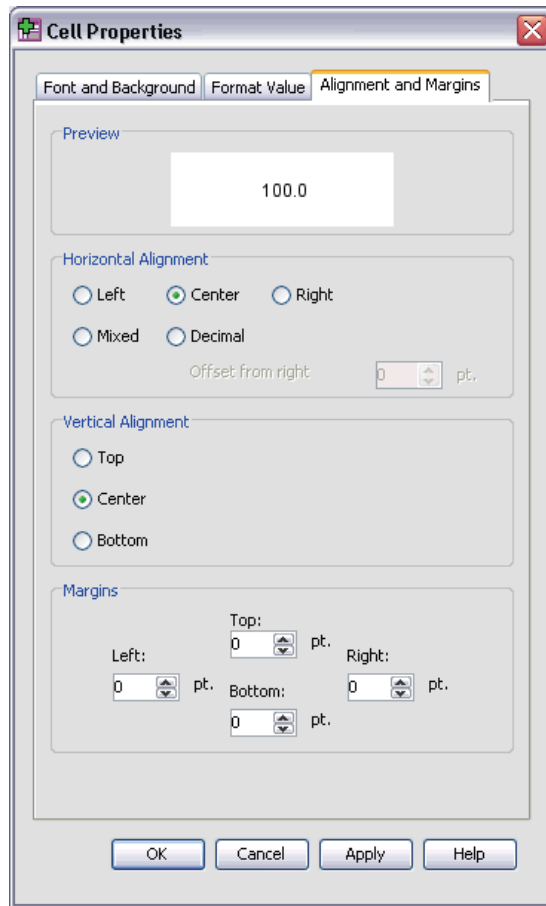 Cell Properties
Font and Background Format Value Alignment and Margins
Preview
100.0
Horizontal Alignment
Left Center Right
Mixed Decimal
Offset from right 0 pt.
Vertical Alignment
Top
Center
Bottom
Margins
Top:
0 pt.
Left: Right:
0 pt. 0 pt.
Bottom:
0 pt.
OK Cancel Apply Help